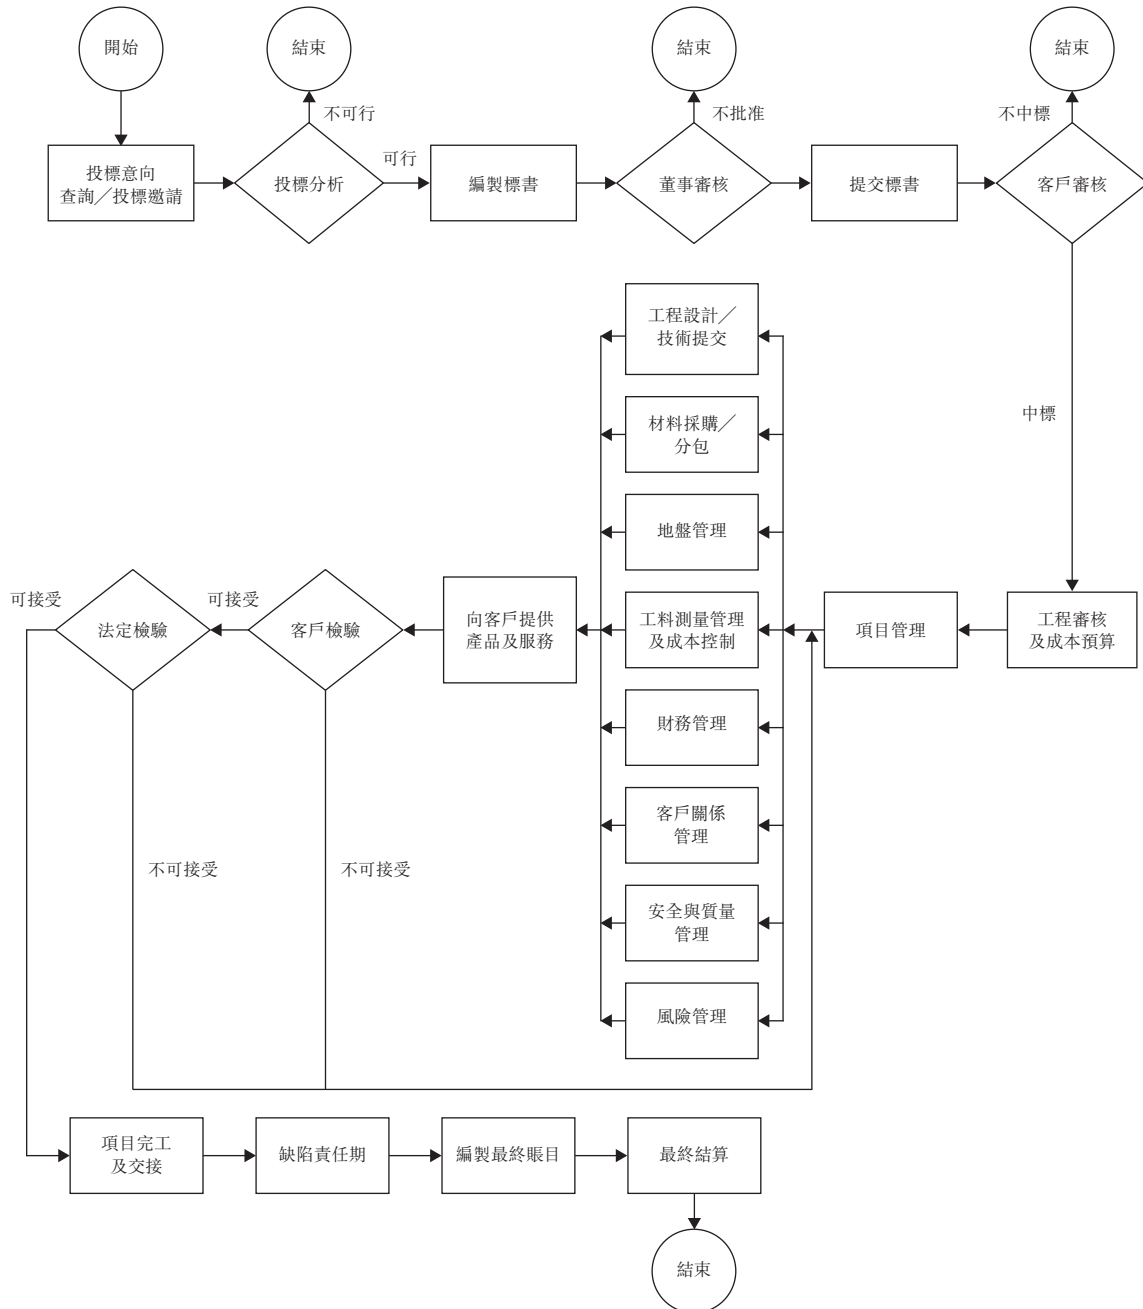 開始
結束
結束
結束
不可行
不批准
不中標
投標意向
查詢／投標邀請
投標分析
可行
編製標書
董事審核
提交標書
客戶審核
工程設計／
技術提交
材料採購／
分包
中標
地盤管理
可接受
法定檢驗
可接受
客戶檢驗
向客戶提供
產品及服務
工料測量管理
及成本控制
項目管理
工程審核
及成本預算
財務管理
客戶關係
管理
不可接受
不可接受
安全與質量
管理
風險管理
項目完工
及交接
缺陷責任期
編製最終賬目
最終結算
結束